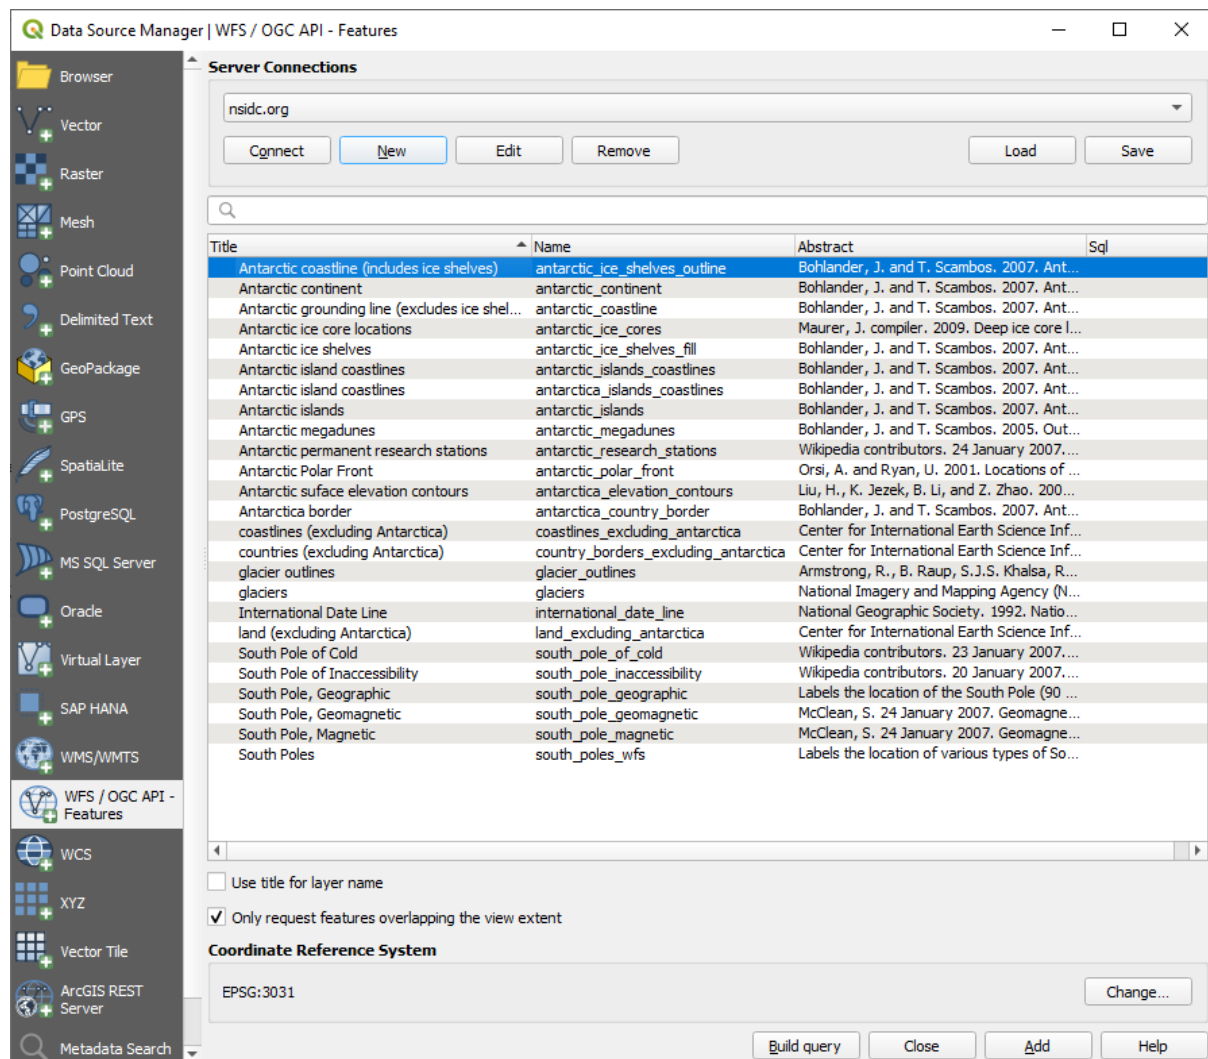 Data Source Manager | WFS / OGC API - Features
Browser
Vector
Raster
Mesh
Point Cloud
Delimited Text
GeoPackage
GPS
SpatiaLite
PostgreSQL
MS SQL Server
Oracle
Virtual Layer
SAP HANA
WMS/WMTS
WFS / OGC API -
Features
WCS
XYZ
Vector Tile
ArcGIS REST
Server
Metadata Search
Server Connections
nsidc.org
Connect New Edit Remove Load Save
Title Name Abstract Sql
Antarctic coastline (includes ice shelves) antarctic_ice_shelves_outline Bohlander, J. and T. Scambos. 2007. Ant...
Antarctic continent antarctic_continent Bohlander, J. and T. Scambos. 2007. Ant...
Antarctic grounding line (excludes ice shel... antarctic_coastline Bohlander, J. and T. Scambos. 2007. Ant...
Antarctic ice core locations antarctic_ice_cores Maurer, J. compiler. 2009. Deep ice core l...
Antarctic ice shelves antarctic_ice_shelves_fill Bohlander, J. and T. Scambos. 2007. Ant...
Antarctic island coastlines antarctic_islands_coastlines Bohlander, J. and T. Scambos. 2007. Ant...
Antarctic island coastlines antarctica_islands_coastlines Bohlander, J. and T. Scambos. 2007. Ant...
Antarctic islands antarctic_islands Bohlander, J. and T. Scambos. 2007. Ant...
Antarctic megadunes antarctic_megadunes Bohlander, J. and T. Scambos. 2005. Out...
Antarctic permanent research stations antarctic_research_stations Wikipedia contributors. 24 January 2007....
Antarctic Polar Front antarctic_polar_front Orsi, A. and Ryan, U. 2001. Locations of ...
Antarctic suface elevation contours antarctica_elevation_contours Liu, H., K. Jezek, B. Li, and Z. Zhao. 200...
Antarctica border antarctica_country_border Bohlander, J. and T. Scambos. 2007. Ant...
coastlines (excluding Antarctica) coastlines_excluding_antarctica Center for International Earth Science Inf...
countries (excluding Antarctica) country_borders_excluding_antarctica Center for International Earth Science Inf...
glacier outlines glacier_outlines Armstrong, R., B. Raup, S.J.S. Khalsa, R...
glaciers glaciers National Imagery and Mapping Agency (N...
International Date Line international_date_line National Geographic Society. 1992. Natio...
land (excluding Antarctica) land_excluding_antarctica Center for International Earth Science Inf...
South Pole of Cold south_pole_of_cold Wikipedia contributors. 23 January 2007....
South Pole of Inaccessibility south_pole_inaccessibility Wikipedia contributors. 20 January 2007....
South Pole, Geographic south_pole_geographic Labels the location of the South Pole (90 ...
South Pole, Geomagnetic south_pole_geomagnetic McClean, S. 24 January 2007. Geomagne...
South Pole, Magnetic south_pole_magnetic McClean, S. 24 January 2007. Geomagne...
South Poles south_poles_wfs Labels the location of various types of So...
Use title for layer name
Only request features overlapping the view extent
Coordinate Reference System
EPSG:3031 Change...
Build query Close Add Help